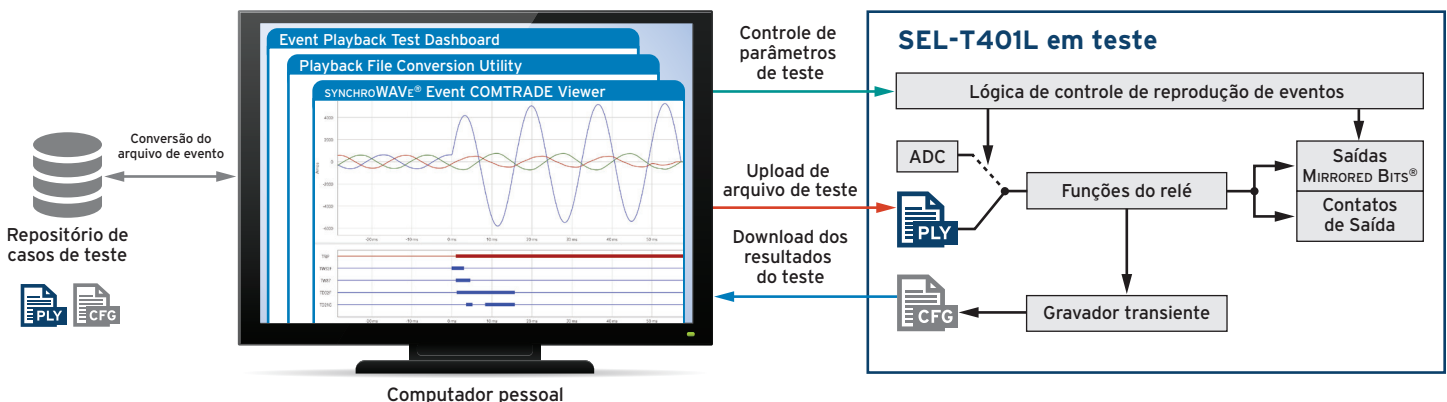 Conversão do
arquivo de evento
Repositório de
casos de teste
PLY
CFG
Event Playback Test Dashboard
Playback File Conversion Utility
SYNCHROWAVE® Event COMTRADE Viewer
Computador pessoal
Controle de
parâmetros
de teste
Upload de
arquivo de teste
Download dos
resultados
do teste
SEL-T401L em teste
Lógica de controle de reprodução de eventos
ADC
PLY
Funções do relé
Saídas
MIRRORED BITS®
Contatos
de Saída
CFG
Gravador transiente